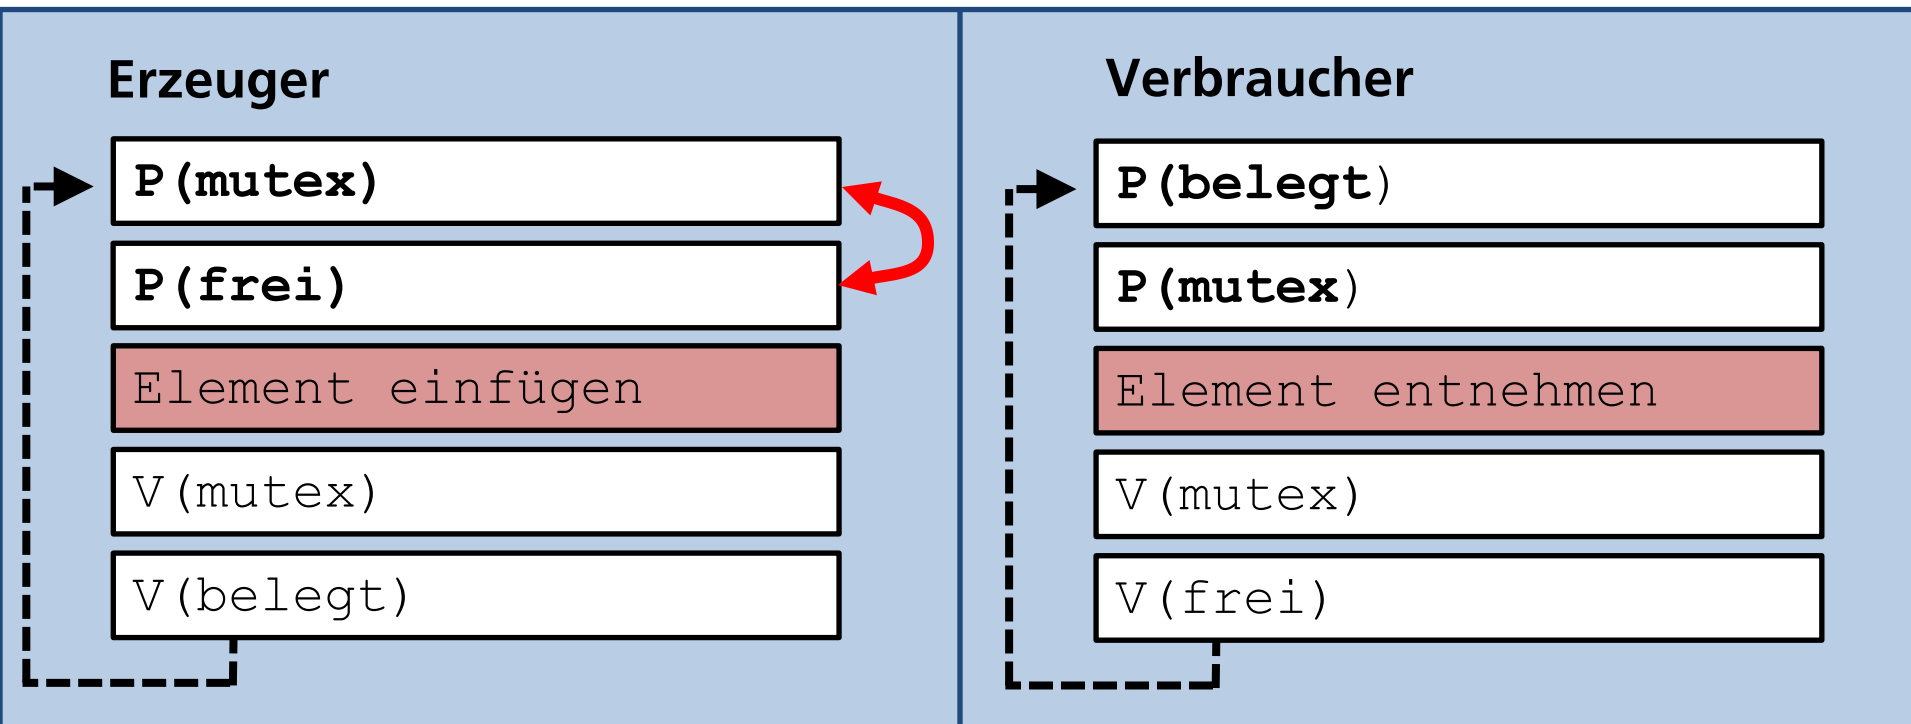 Erzeuger
P(mutex)
P(frei)
Element einfügen
V(mutex)
V(belegt)
Verbraucher
P(belegt)
P(mutex)
Element entnehmen
V(mutex)
V(frei)